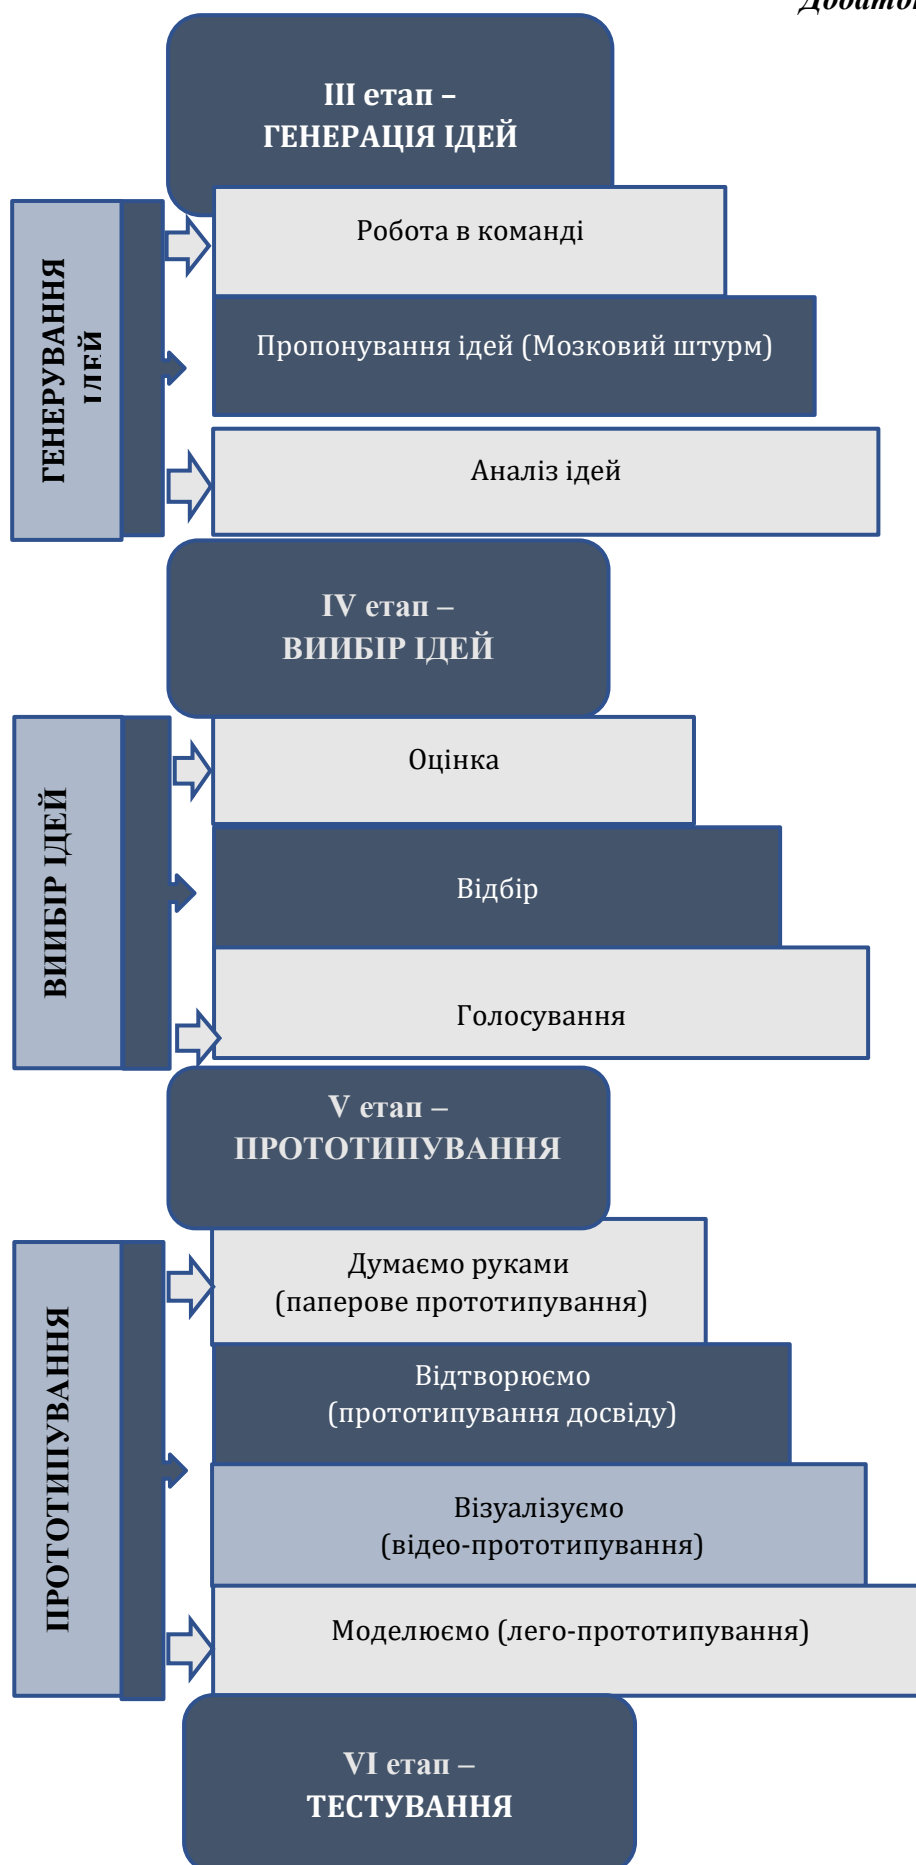 ІІІ етап –
ГЕНЕРАЦІЯ ІДЕЙ
ГЕНЕРУВАННЯ
ІДЕЙ
Робота в команді
Пропонування ідей (Мозковий штурм)
Аналіз ідей
IV етап –
ВИИБІР ІДЕЙ
ВИИБІР ІДЕЙ
Оцінка
Відбір
Голосування
V етап –
ПРОТОТИПУВАННЯ
ПРОТОТИПУВАННЯ
Думаємо руками
(паперове прототипування)
Відтворюємо
(прототипування досвіду)
Візуалізуємо
(відео-прототипування)
Моделюємо (лего-прототипування)
VI етап –
ТЕСТУВАННЯ